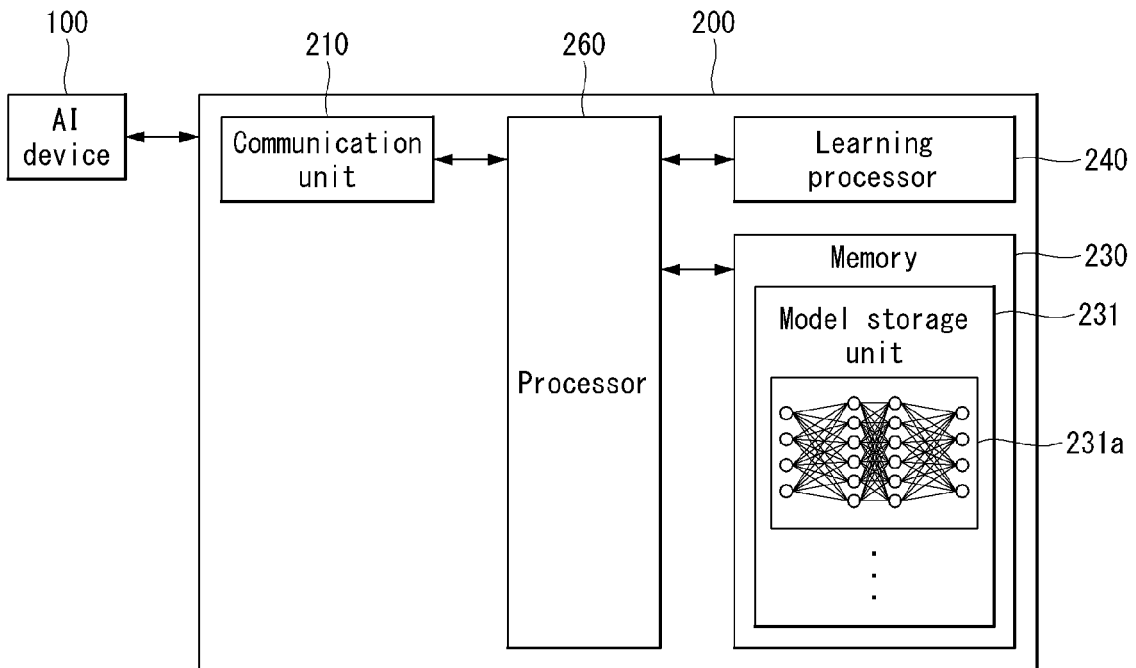 100
210
260
200
AI
device
Communication
unit
Learning
processor
240
Memory
230
Model storage
unit
231
Processor
231a